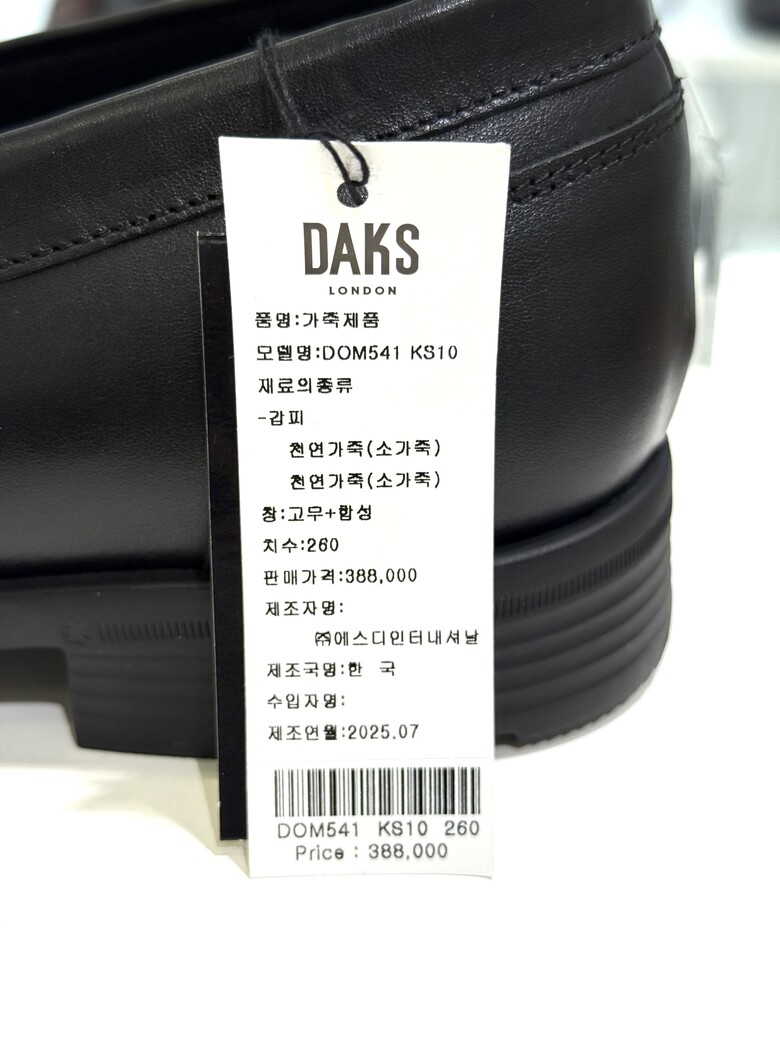 DAKS
LONDON
품명:가죽제품
모델명:DOM541 KS10
재료의종류
-갑피
천연가죽(소가죽)
천연가죽(소가죽)
창:고무+합성
치수:260
판매가격:388,000
제조자명:
㈜에스디인터내셔날
제조국명:한 국
수입자명:
제조연월:2025.07
DOM541 KS10 260
Price : 388,000